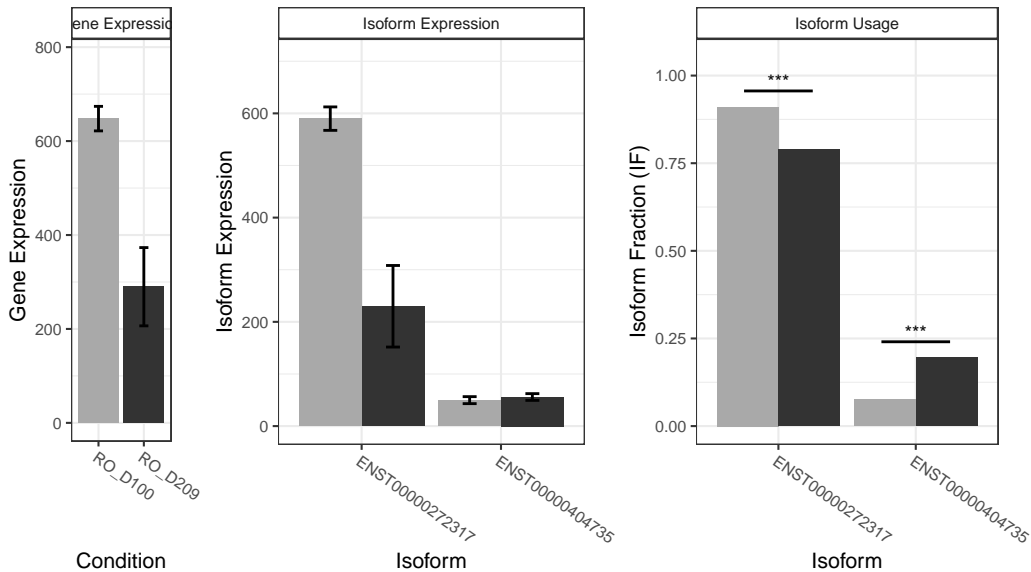 ene Expressio
800
600
400
200
0
Gene Expression
RO_D100
RO_D209
Condition
Isoform Expression
600
400
200
0
Isoform Expression
ENST00000272317
ENST00000404735
Isoform
Isoform Usage
1.00
0.75
0.50
0.25
0.00
Isoform Fraction (IF)
***
***
ENST00000272317
ENST00000404735
Isoform